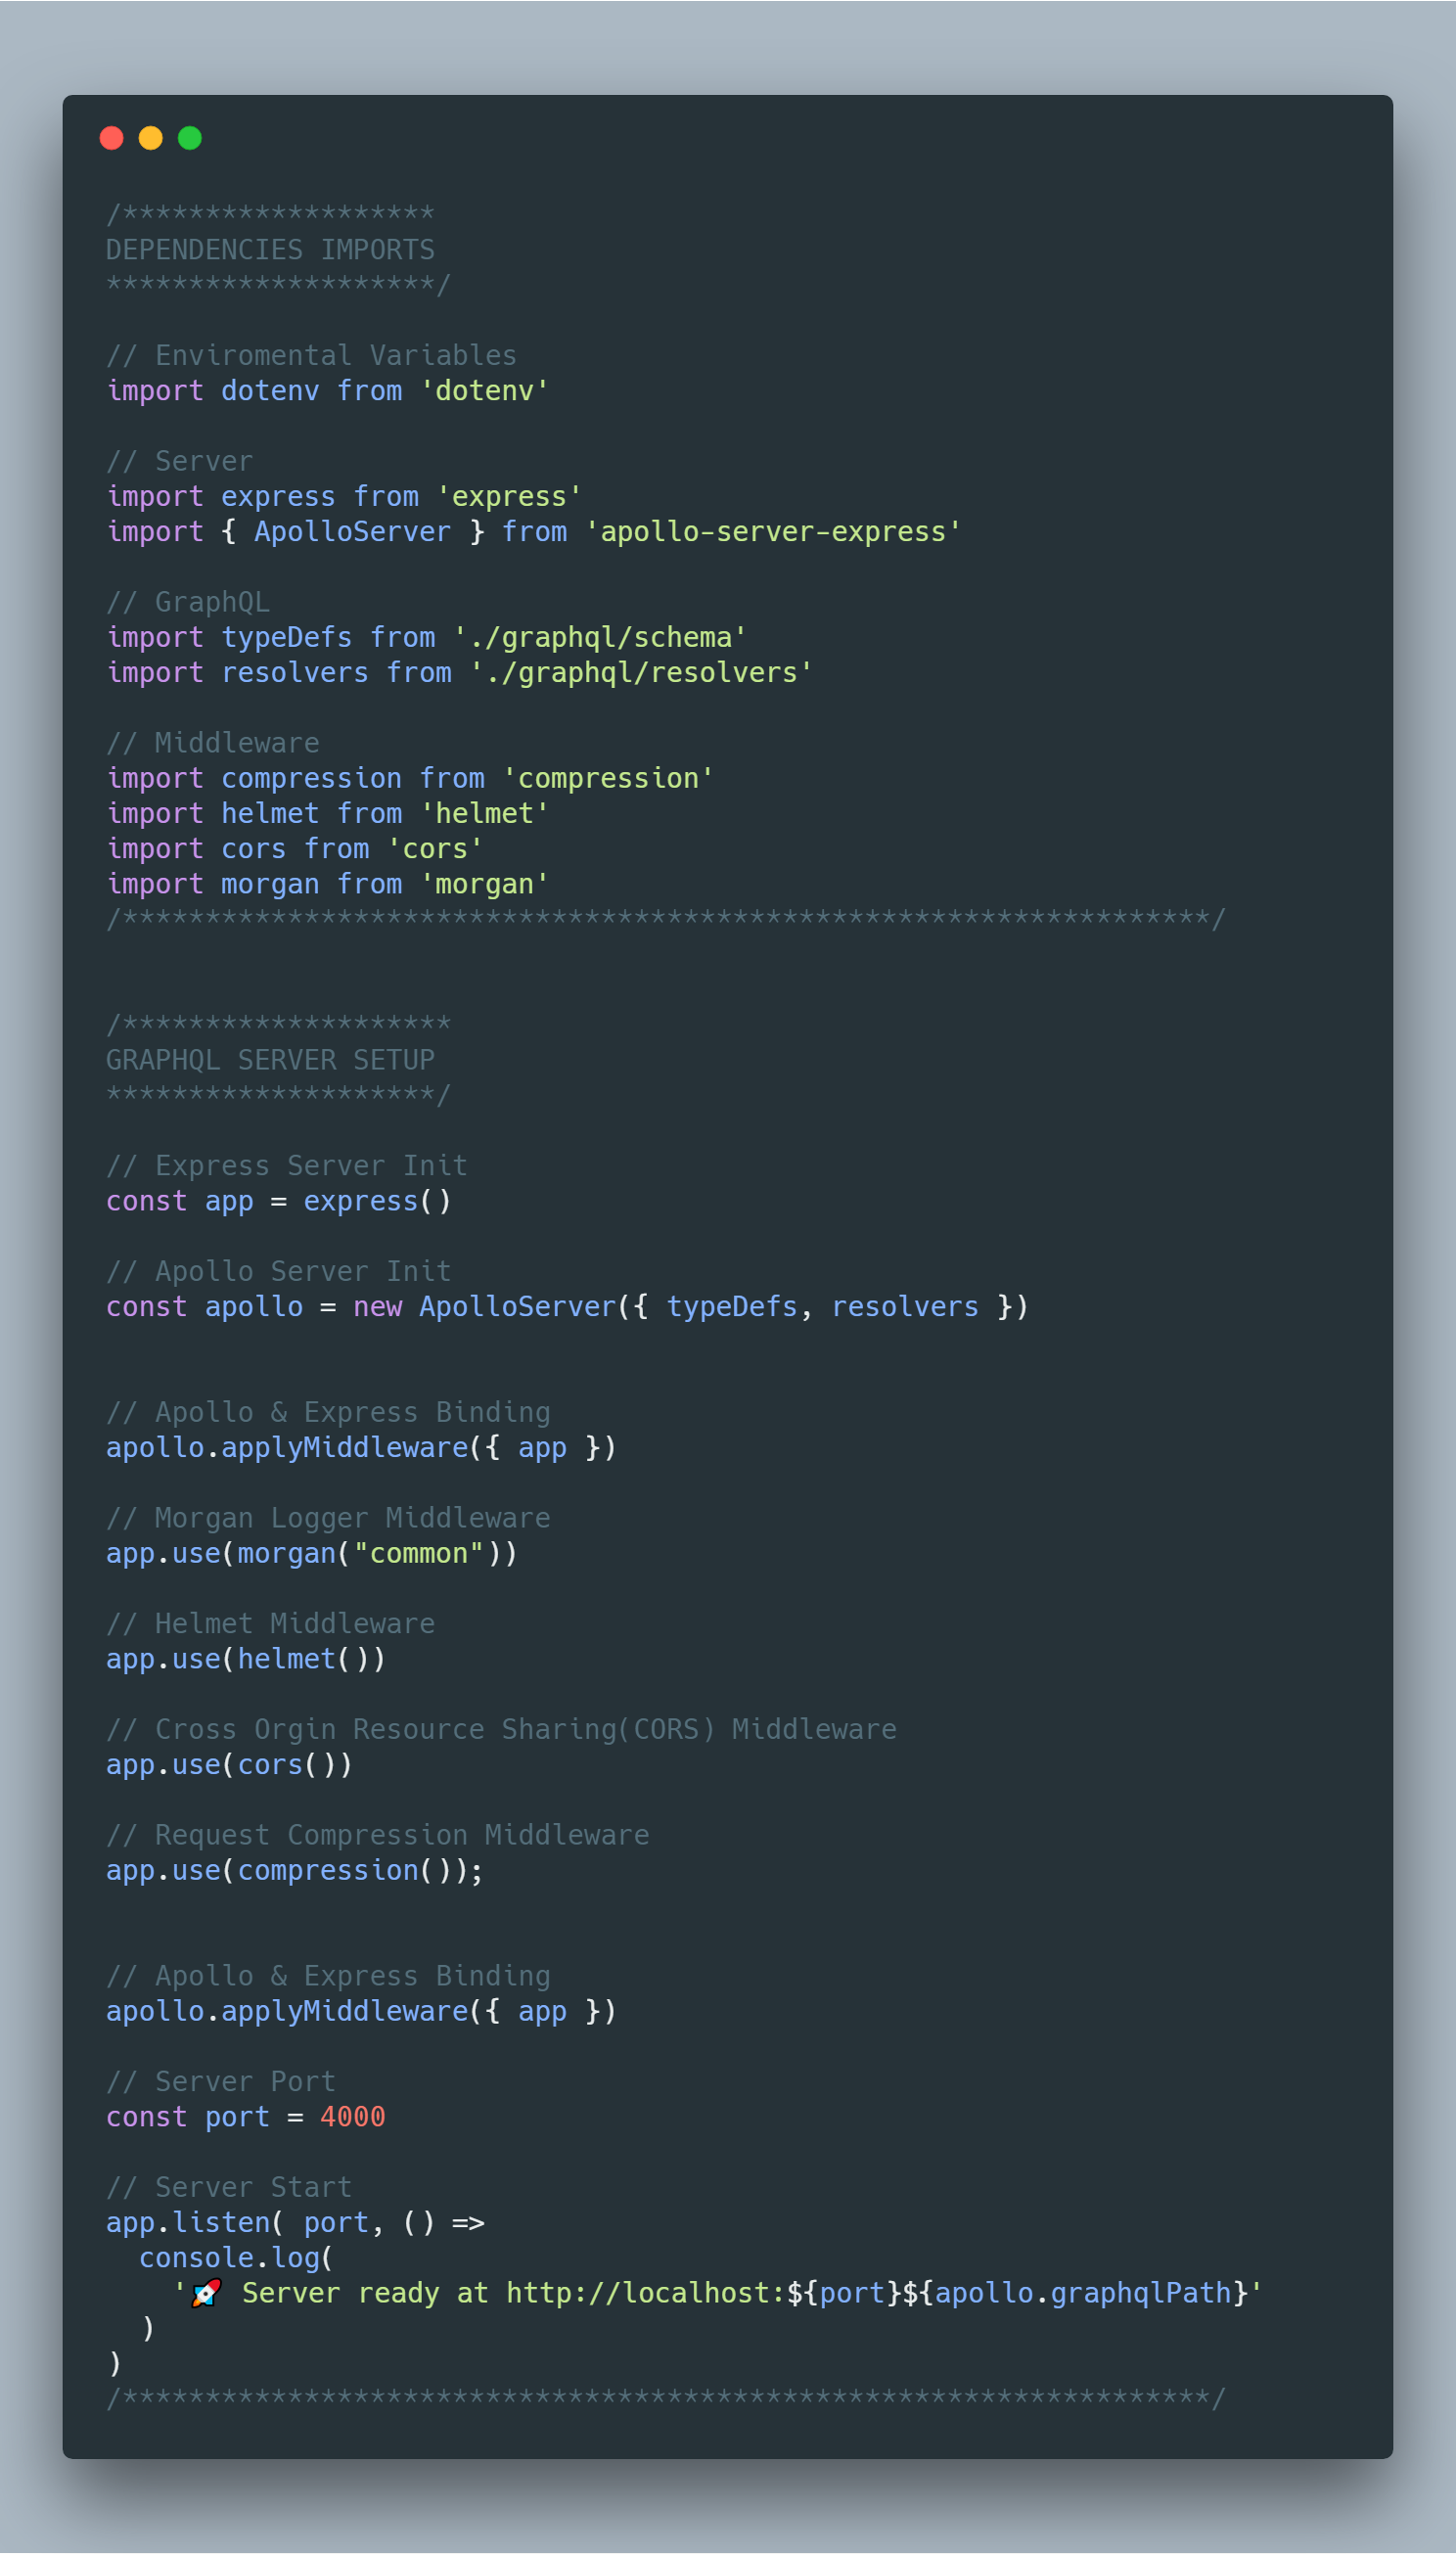 /*******************
DEPENDENCIES IMPORTS
********************/
// Enviromental Variables
import dotenv from 'dotenv'
// Server
import express from 'express'
import { ApolloServer } from 'apollo-server-express'
// GraphQL
import typeDefs from './graphql/schema'
import resolvers from './graphql/resolvers'
// Middleware
import compression from 'compression'
import helmet from 'helmet'
import cors from 'cors'
import morgan from 'morgan'
/******************************************************************/
/********************
GRAPHQL SERVER SETUP
********************/
// Express Server Init
const app = express()
// Apollo Server Init
const apollo = new ApolloServer({ typeDefs, resolvers })
// Apollo & Express Binding
apollo.applyMiddleware({ app })
// Morgan Logger Middleware
app.use(morgan("common"))
// Helmet Middleware
app.use(helmet())
// Cross Orgin Resource Sharing(CORS) Middleware
app.use(cors())
// Request Compression Middleware
app.use(compression());
// Apollo & Express Binding
apollo.applyMiddleware({ app })
// Server Port
const port = 4000
// Server Start
app.listen( port, () =>
  console.log(
    '🚀 Server ready at http://localhost:${port}${apollo.graphqlPath}'
  )
)
/******************************************************************/